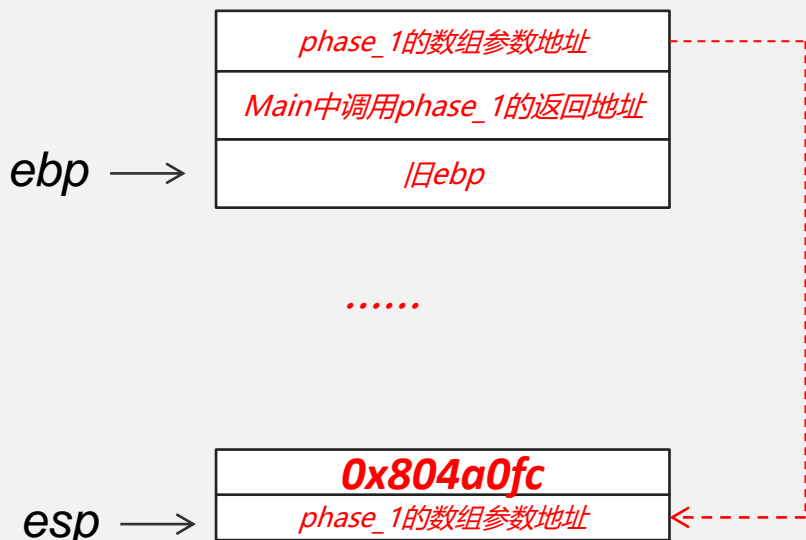 phase_1的数组参数地址
Main中调用phase_1的返回地址
ebp
旧ebp
......
0x804a0fc
esp
phase_1的数组参数地址